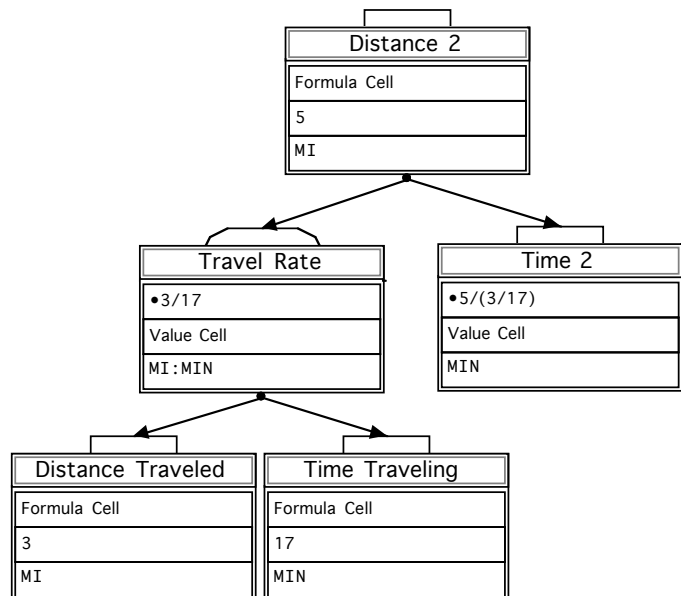 Distance 2
Formula Cell
5
MI
Travel Rate
•3/17
Value Cell
MI:MIN
Time 2
•5/(3/17)
Value Cell
MIN
Distance Traveled
Formula Cell
3
MI
Time Traveling
Formula Cell
17
MIN